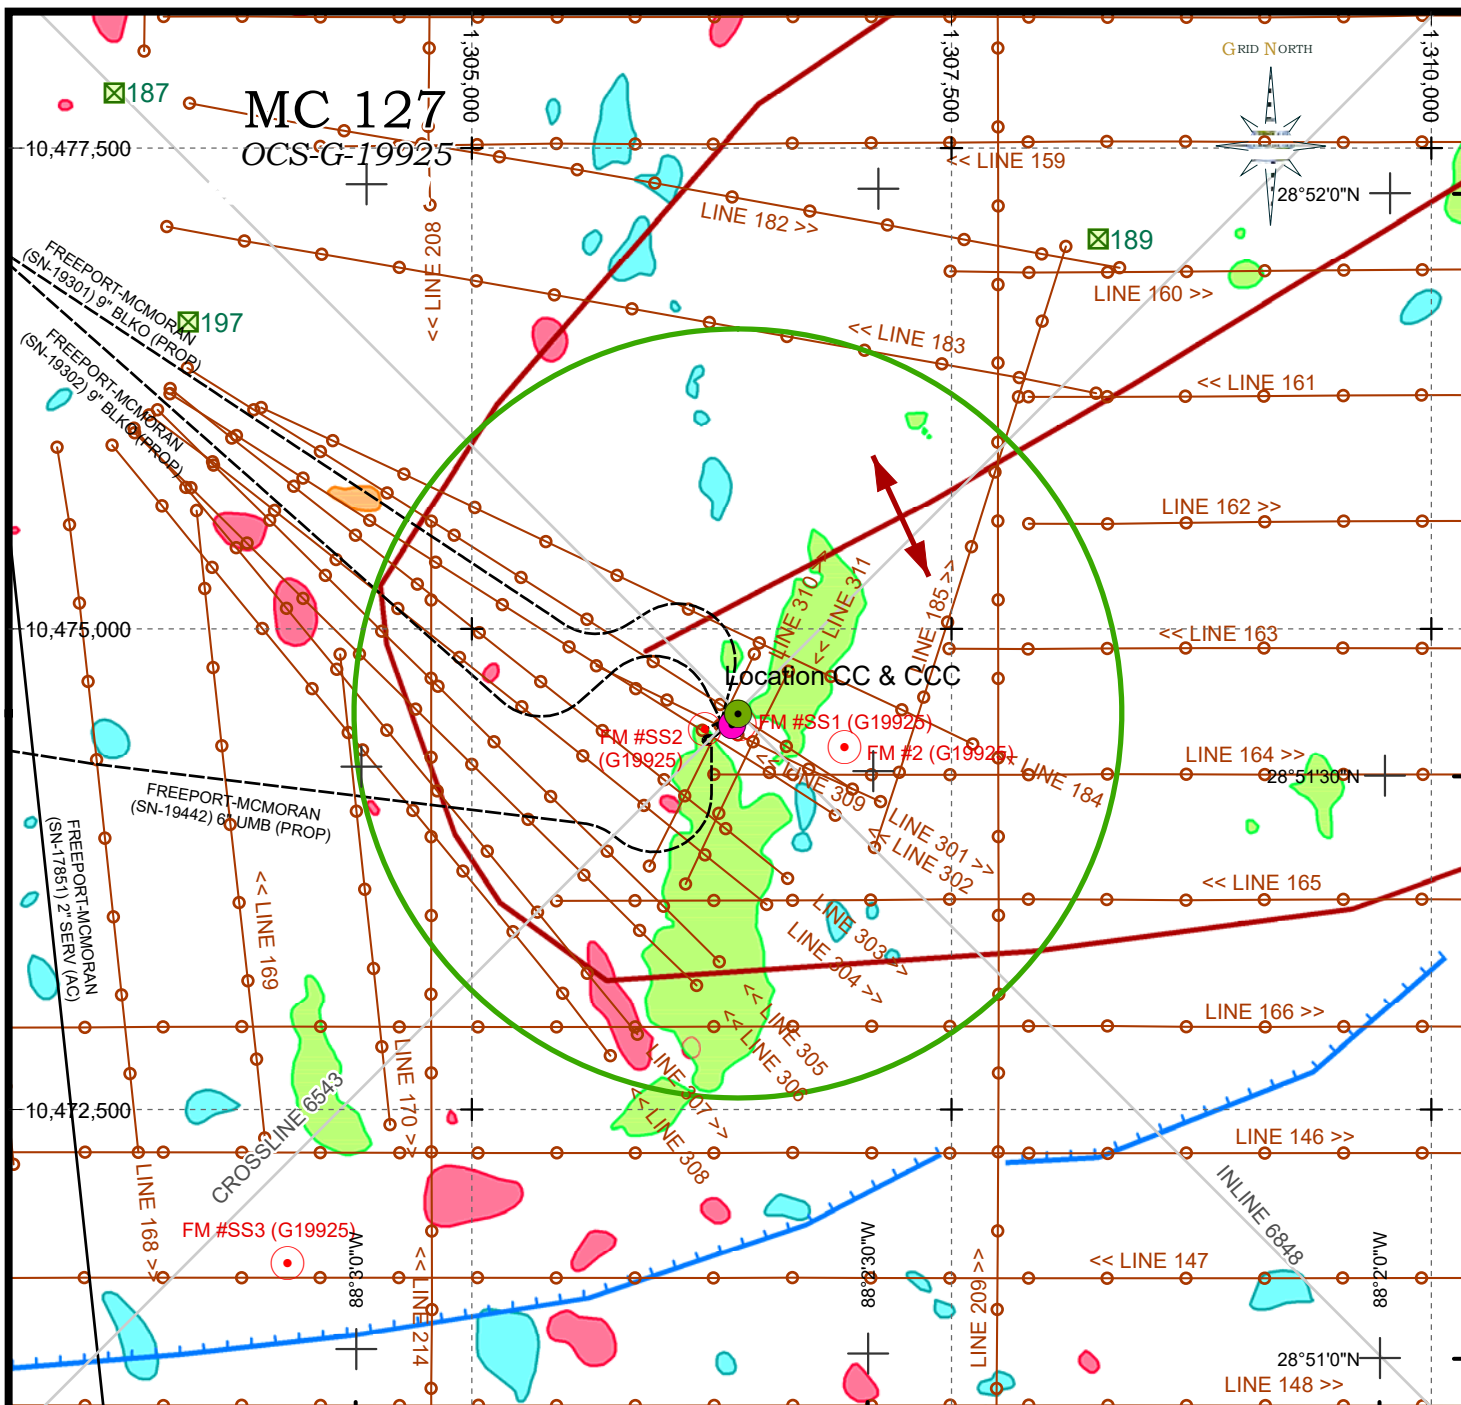 1,305,000
1,307,500
1,310,000
GRID NORTH
187
MC 127
OCS-G-19925
10,477,500
<< LINE 159
28°52'0"N
LINE 182 >>
189
<< LINE 208
FREEPORT-MCMORAN
(SN-19301) 9" BLKO (PROP)
LINE 160 >>
197
FREEPORT-MCMORAN
(SN-19302) 9" BLKO (PROP)
<< LINE 183
<< LINE 161
LINE 162 >>
LINE 310 >>
<< LINE 311
LINE 185 >>
10,475,000
<< LINE 163
Location CC & CCC
FM #SS1 (G19925)
FM #SS2
(G19925)
FM #2 (G19925)
LINE 164 >>
<< LINE 184
28°51'30"N
<< LINE 309
FREEPORT-MCMORAN
(SN-19442) 6" UMB (PROP)
LINE 301 >>
<< LINE 302
FREEPORT-MCMORAN
(SN-17851) 2" SERV (AC)
<< LINE 169
<< LINE 165
LINE 303 >>
LINE 304 >>
<< LINE 305
<< LINE 306
LINE 166 >>
LINE 307 >>
<< LINE 308
LINE 170 >>
CROSSLINE 6543
10,472,500
LINE 146 >>
LINE 168 >>
INLINE 6848
FM #SS3 (G19925)
88°3'0"W
88°2'30"W
88°2'0"W
<< LINE 147
<< LINE 214
LINE 209 >>
28°51'0"N
LINE 148 >>